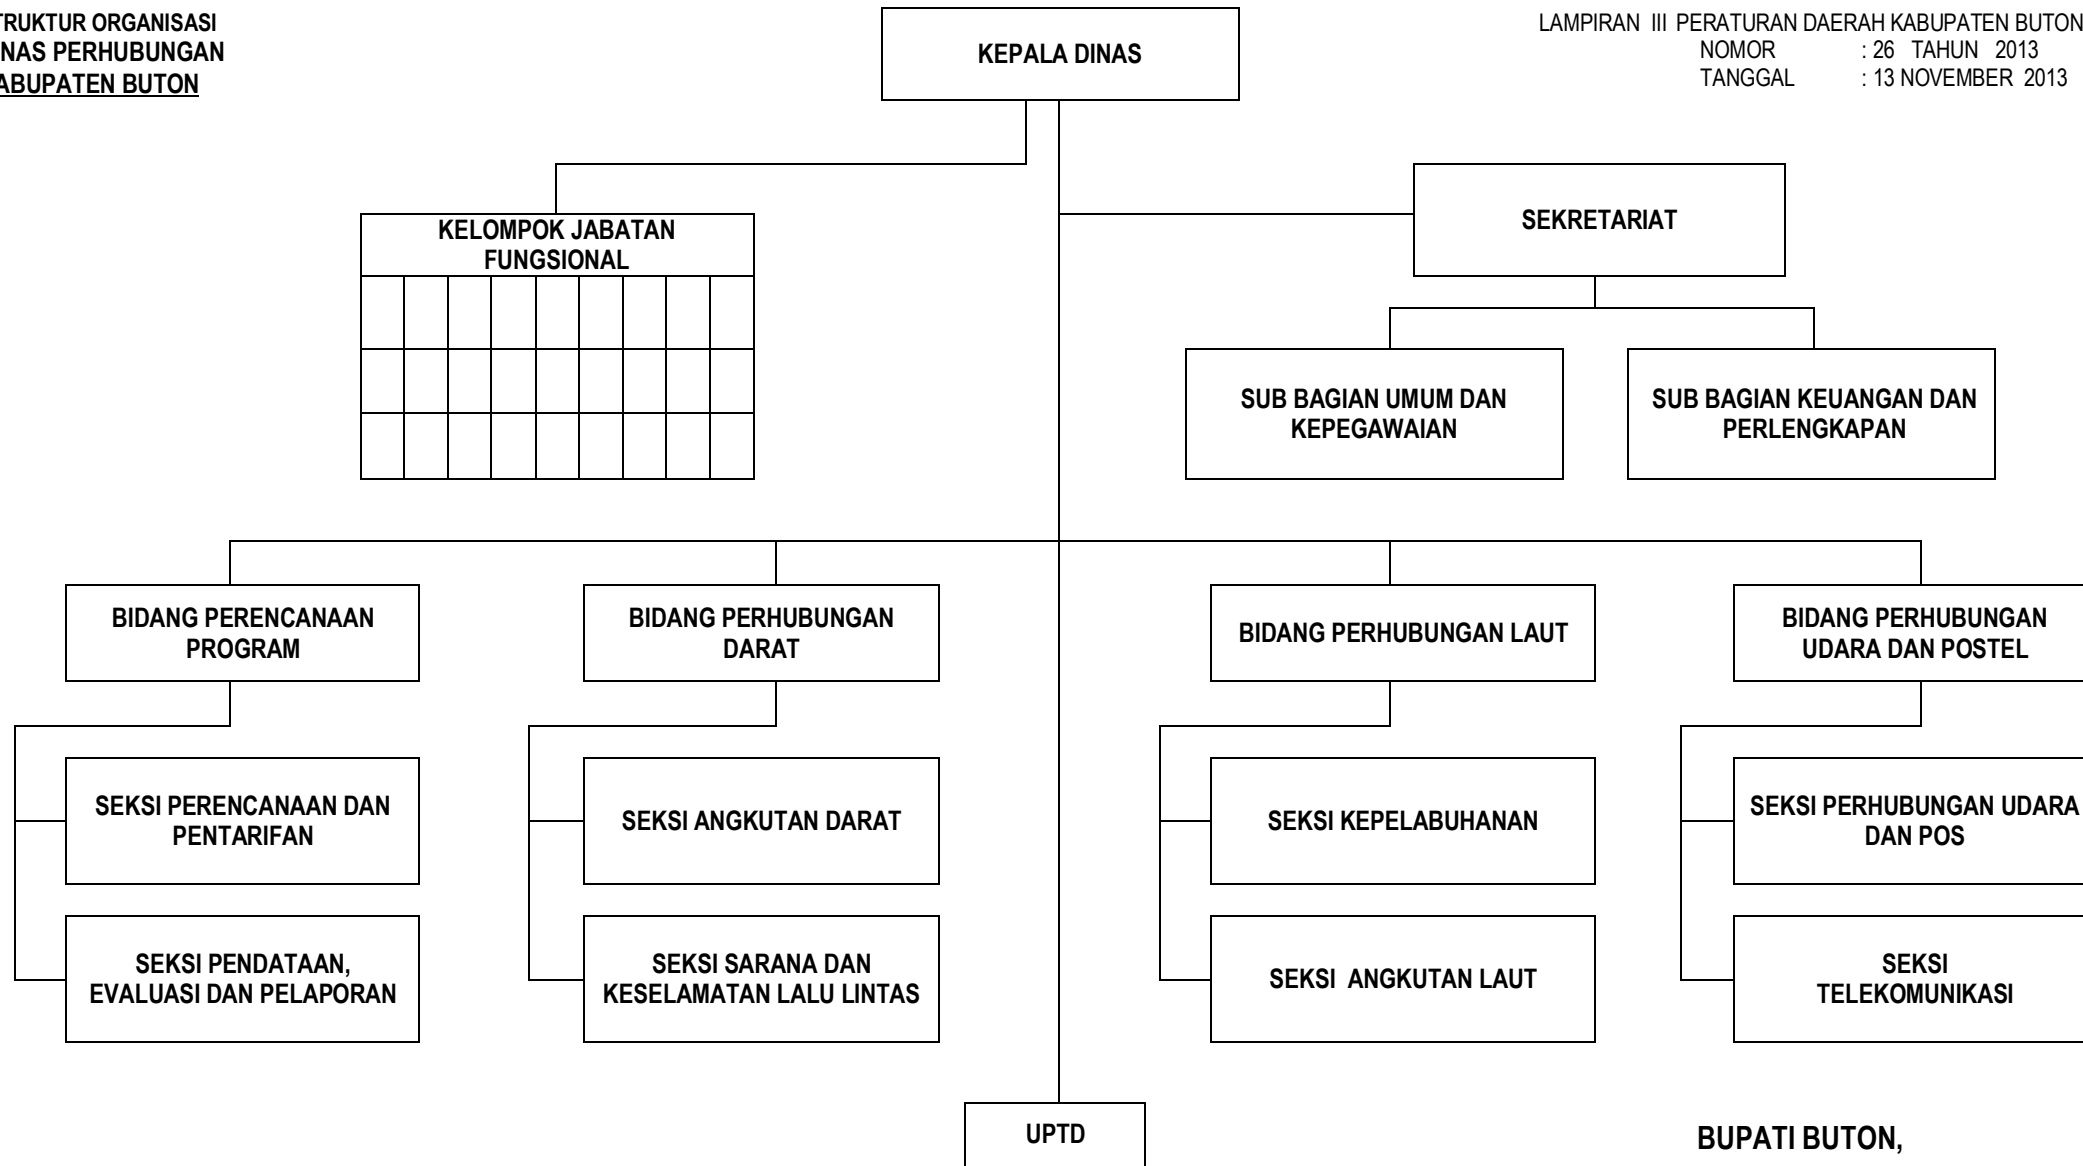 TRUKTUR ORGANISASI
NAS PERHUBUNGAN
ABUPATEN BUTON
KEPALA DINAS
LAMPIRAN III PERATURAN DAERAH KABUPATEN BUTON
NOMOR : 26 TAHUN 2013
TANGGAL : 13 NOVEMBER 2013
KELOMPOK JABATAN
FUNGSIONAL
SEKRETARIAT
SUB BAGIAN UMUM DAN
KEPEGAWAIAN
SUB BAGIAN KEUANGAN DAN
PERLENGKAPAN
BIDANG PERENCANAAN
PROGRAM
BIDANG PERHUBUNGAN
DARAT
BIDANG PERHUBUNGAN LAUT
BIDANG PERHUBUNGAN
UDARA DAN POSTEL
SEKSI PERENCANAAN DAN
PENTARIFAN
SEKSI ANGKUTAN DARAT
SEKSI KEPELABUHANAN
SEKSI PERHUBUNGAN UDARA
DAN POS
SEKSI PENDATAAN,
EVALUASI DAN PELAPORAN
SEKSI SARANA DAN
KESELAMATAN LALU LINTAS
SEKSI ANGKUTAN LAUT
SEKSI
TELEKOMUNIKASI
UPTD
BUPATI BUTON,